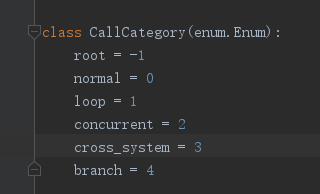 class CallCategory(enum.Enum):
    root = -1
    normal = 0
    loop = 1
    concurrent = 2
    cross_system = 3
    branch = 4